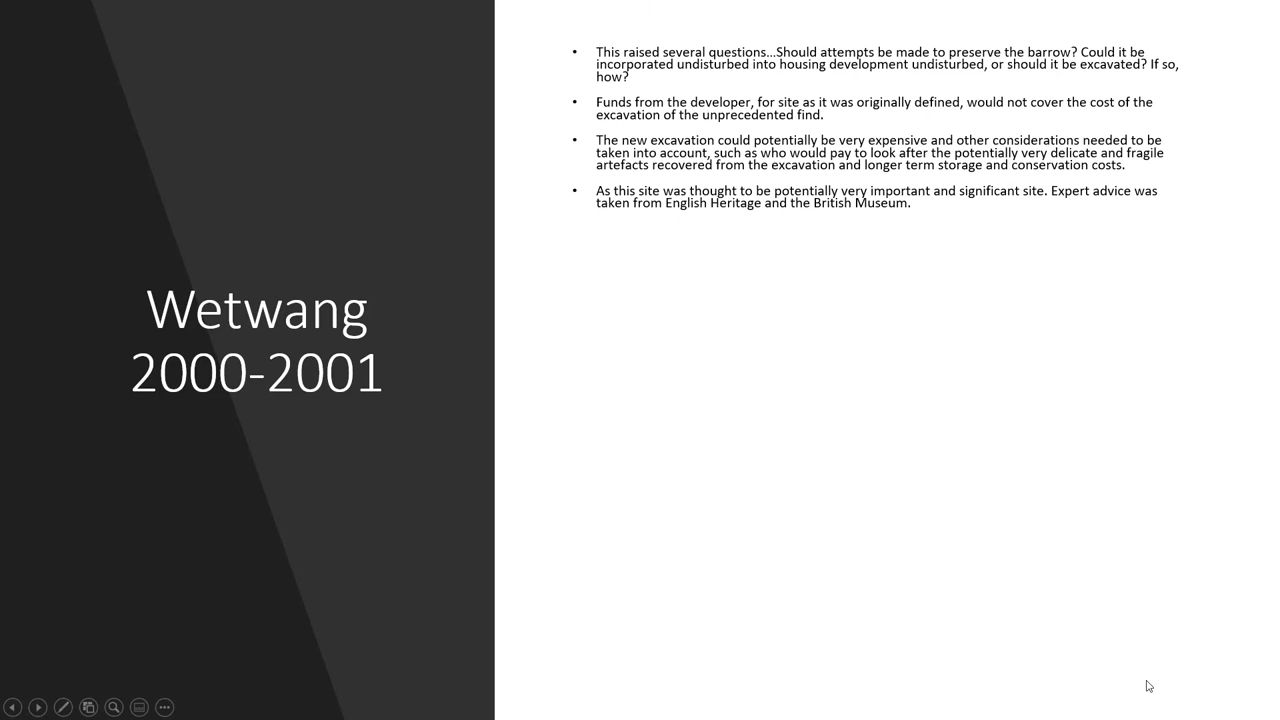 Wetwang
2000-2001
• This raised several questions...Should attempts be made to preserve the barrow? Could it be
incorporated undisturbed into housing development undisturbed, or should it be excavated? If so,
how?
• Funds from the developer, for site as it was originally defined, would not cover the cost of the
excavation of the unprecedented find.
• The new excavation could potentially be very expensive and other considerations needed to be
taken into account, such as who would pay to look after the potentially very delicate and fragile
artefacts recovered from the excavation and longer term storage and conservation costs.
• As this site was thought to be potentially very important and significant site. Expert advice was
taken from English Heritage and the British Museum.